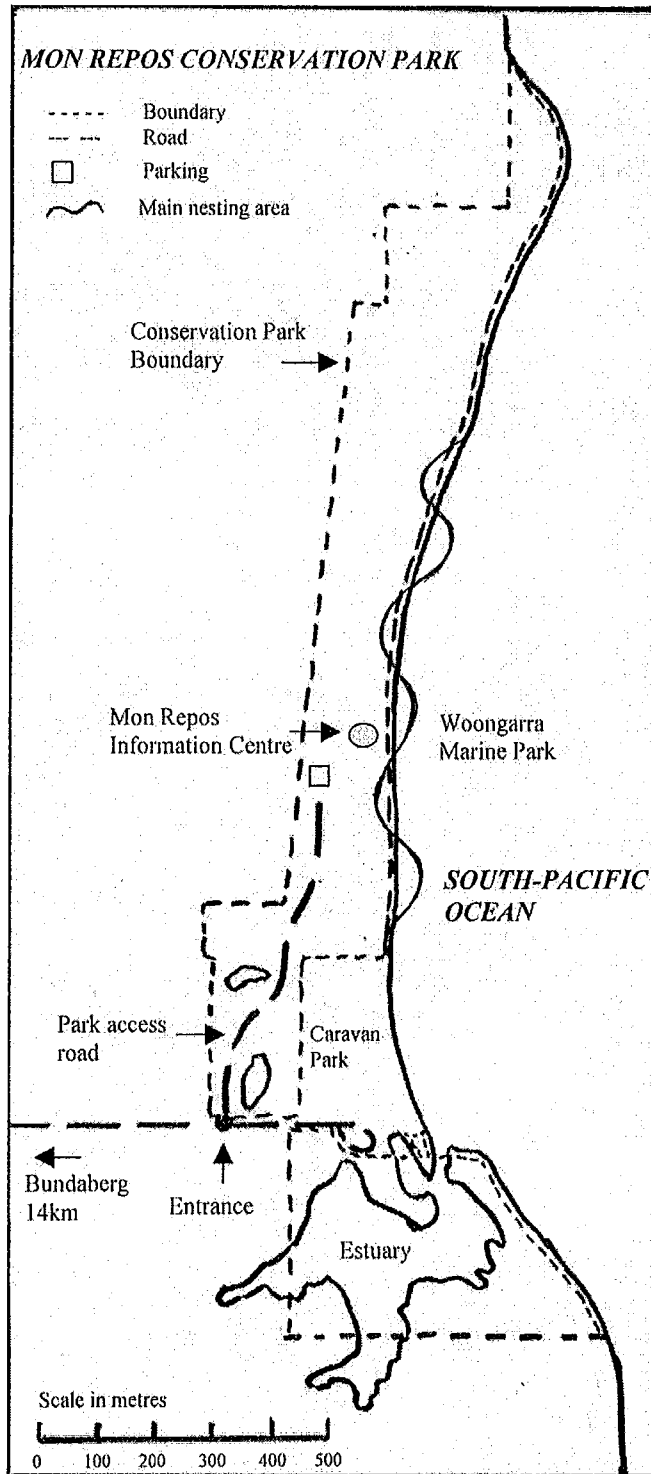 MON REPOS CONSERVATION PARK
Boundary
Road
Parking
Main nesting area
Conservation Park
Boundary
Mon Repos
Information Centre
Woongarra
Marine Park
SOUTH-PACIFIC
OCEAN
Park access
road
Caravan
Park
Bundaberg
14km
Entrance
Estuary
Scale in metres
0 100 200 300 400 500